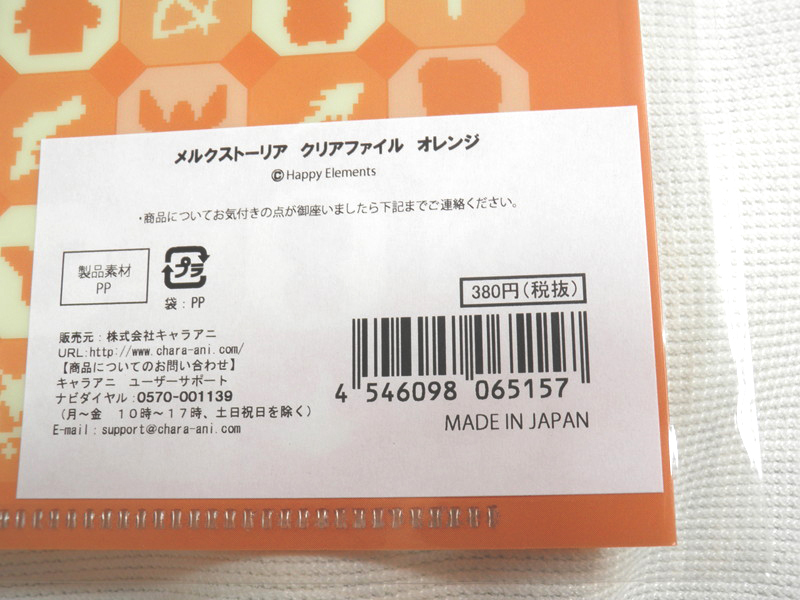 メルクストーリア クリアファイル オレンジ
©Happy Elements
・商品についてお気付きの点が御座いましたら下記までご連絡ください。
製品素材
PP
プラ
袋：PP
380円（税抜）
販売元：株式会社キャラアニ
URL:http://www.chara-ani.com/
【商品についてのお問い合わせ】
キャラアニ ユーザーサポート
ナビダイヤル：0570-001139
（月～金 10時～17時、土日祝日を除く）
E-mail：support@chara-ani.com
4 546098 065157
MADE IN JAPAN